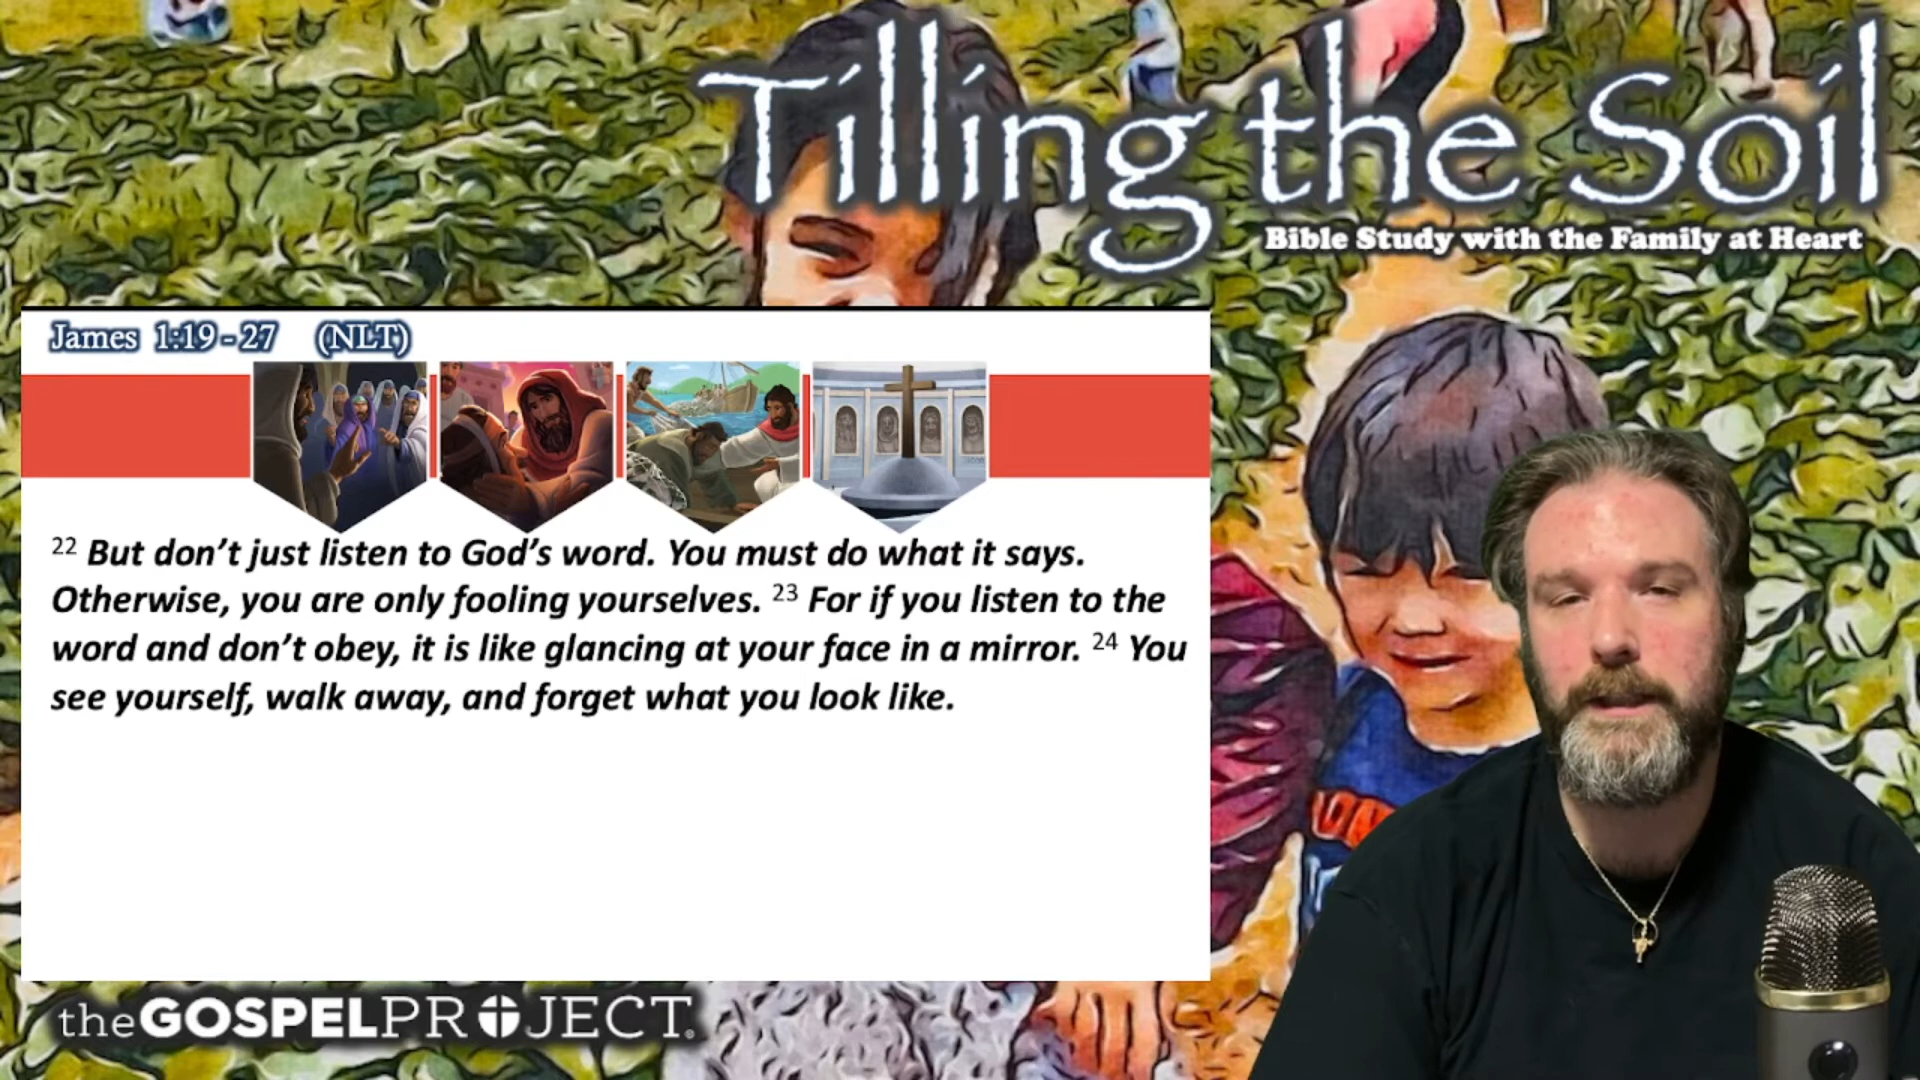 Tilling the Soil
Bible Study with the Family at Heart
James 1:19 - 27 (NLT)
22 But don't just listen to God's word. You must do what it says.
Otherwise, you are only fooling yourselves. 23 For if you listen to the
word and don't obey, it is like glancing at your face in a mirror. 24 You
see yourself, walk away, and forget what you look like.
theGOSPELPROJECT.